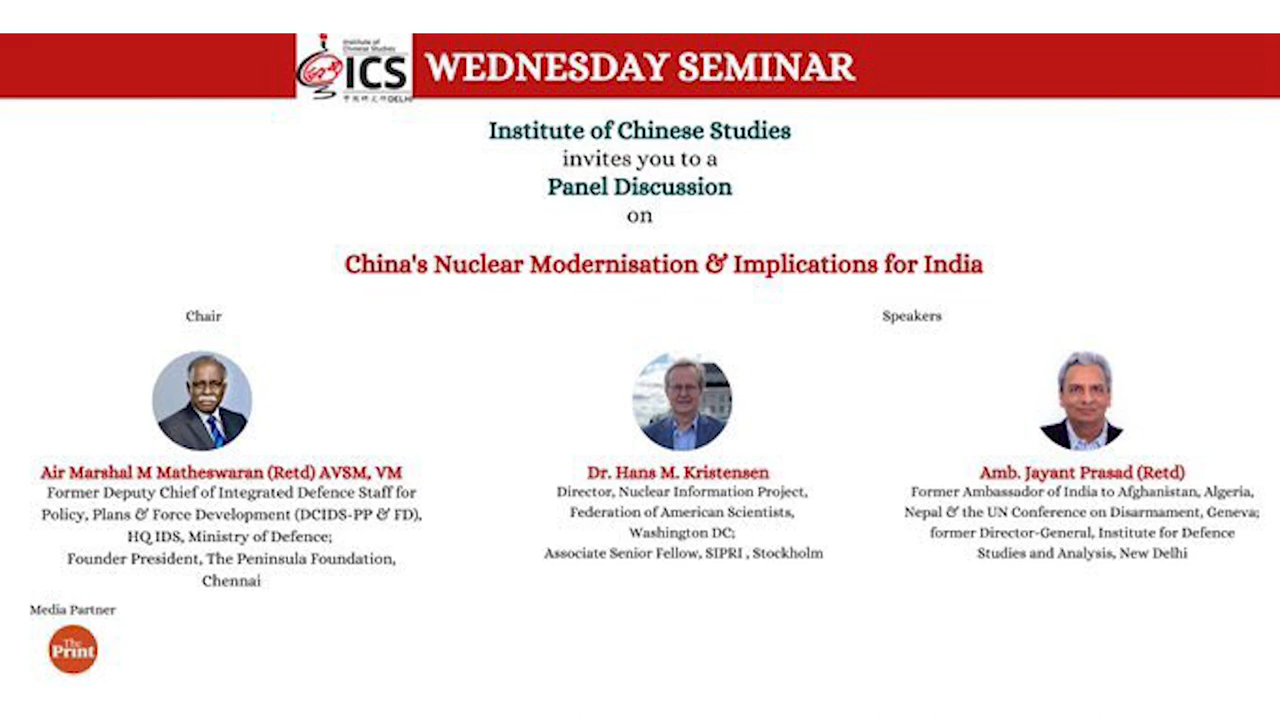 Institute of
Chinese Studies
ICS
DELHI
WEDNESDAY SEMINAR
Institute of Chinese Studies
invites you to a
Panel Discussion
on
China's Nuclear Modernisation & Implications for India
Chair
Speakers
Air Marshal M Matheswaran (Retd) AVSM, VM
Former Deputy Chief of Integrated Defence Staff for
Policy, Plans & Force Development (DCIDS-PP & FD),
HQ IDS, Ministry of Defence;
Founder President, The Peninsula Foundation,
Chennai
Dr. Hans M. Kristensen
Director, Nuclear Information Project,
Federation of American Scientists,
Washington DC;
Associate Senior Fellow, SIPRI , Stockholm
Amb. Jayant Prasad (Retd)
Former Ambassador of India to Afghanistan, Algeria,
Nepal & the UN Conference on Disarmament, Geneva;
former Director-General, Institute for Defence
Studies and Analysis, New Delhi
Media Partner
The
Print